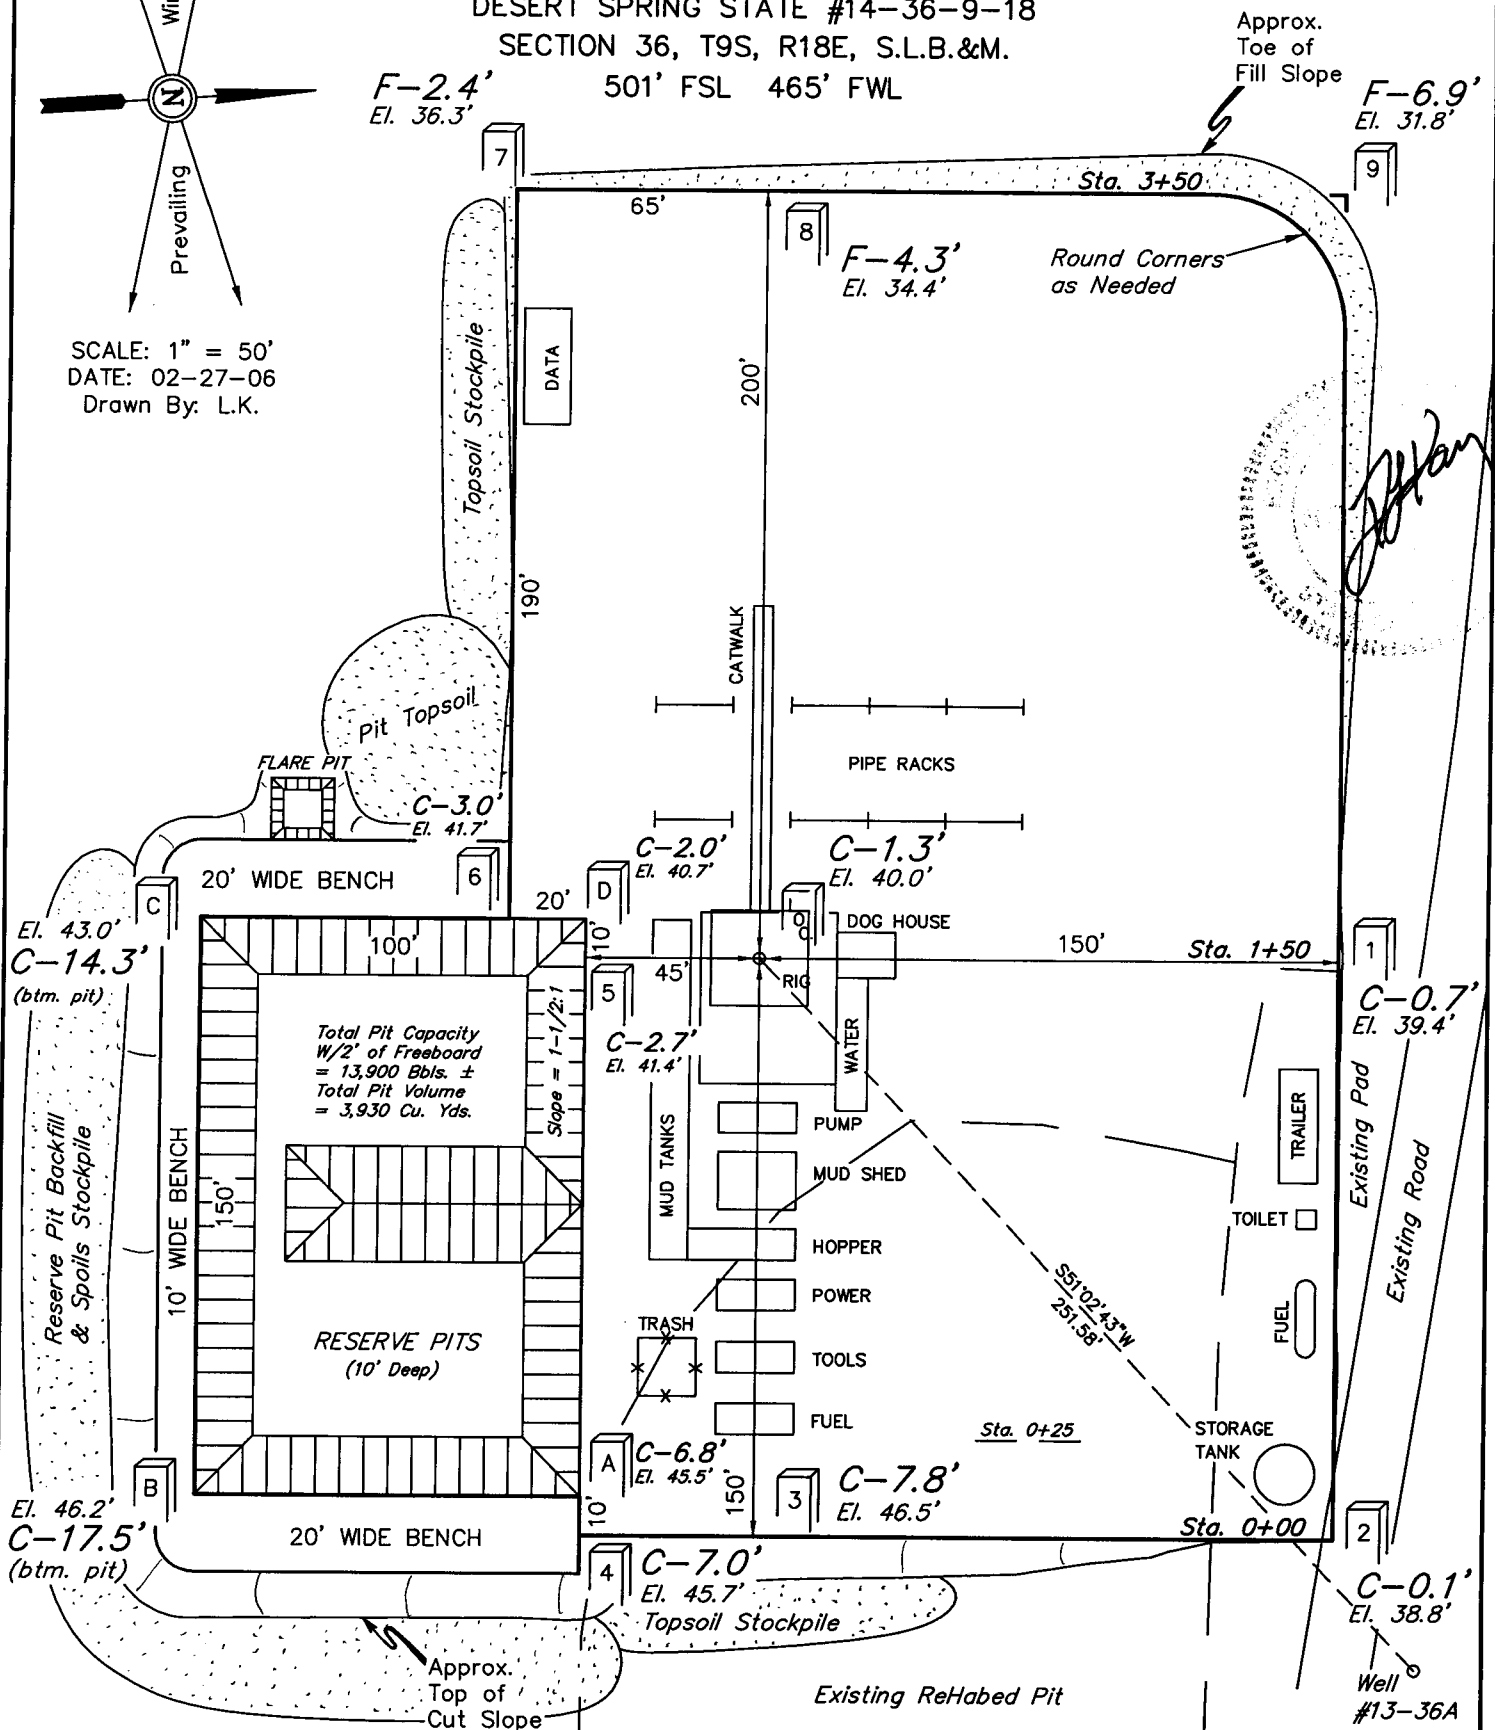 DESERT SPRING STATE #14-36-9-18
SECTION 36, T9S, R18E, S.L.B.&M.
501' FSL 465' FWL
Win
N
Prevailing
SCALE: 1" = 50'
DATE: 02-27-06
Drawn By: L.K.
F-2.4'
El. 36.3'
7
Approx.
Toe of
Fill Slope
F-6.9'
El. 31.8'
9
Sta. 3+50
65'
8
F-4.3'
El. 34.4'
Round Corners
as Needed
Topsoil Stockpile
DATA
200'
190'
CATWALK
Pit Topsoil
PIPE RACKS
FLARE PIT
C-3.0'
El. 41.7'
6
20' WIDE BENCH
C
El. 43.0'
C-14.3'
(btm. pit)
20'
D
10'
C-2.0'
El. 40.7'
C-1.3'
El. 40.0'
DOG HOUSE
100'
45'
RIG
150'
Sta. 1+50
1
C-0.7'
El. 39.4'
5
C-2.7'
El. 41.4'
Slope = 1-1/2:1
Total Pit Capacity
W/2' of Freeboard
= 13,900 Bbls. ±
Total Pit Volume
= 3,930 Cu. Yds.
WATER
PUMP
MUD SHED
MUD TANKS
HOPPER
POWER
TRASH
TOOLS
FUEL
TRAILER
TOILET
FUEL
Existing Pad
Existing Road
Reserve Pit Backfill
& Spoils Stockpile
10' WIDE BENCH
150'
RESERVE PITS
(10' Deep)
S51°02'43"W
251.58'
Sta. 0+25
STORAGE
TANK
A
C-6.8'
El. 45.5'
10'
150'
3
C-7.8'
El. 46.5'
B
El. 46.2'
C-17.5'
(btm. pit)
20' WIDE BENCH
Sta. 0+00
2
C-0.1'
El. 38.8'
4
C-7.0'
El. 45.7'
Topsoil Stockpile
Approx.
Top of
Cut Slope
Existing ReHabed Pit
Well
#13-36A